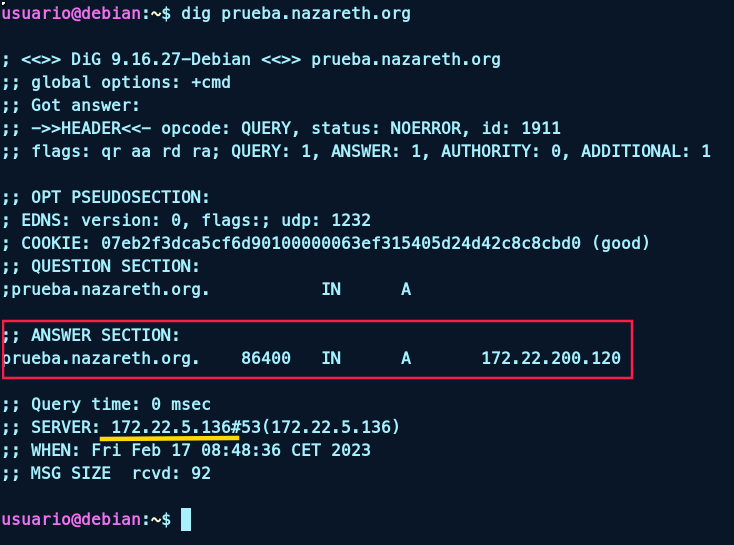 usuario@debian:~$ dig prueba.nazareth.org
; <<>> DiG 9.16.27-Debian <<>> prueba.nazareth.org
;; global options: +cmd
;; Got answer:
;; ->>HEADER<<- opcode: QUERY, status: NOERROR, id: 1911
;; flags: qr aa rd ra; QUERY: 1, ANSWER: 1, AUTHORITY: 0, ADDITIONAL: 1
;; OPT PSEUDOSECTION:
; EDNS: version: 0, flags:; udp: 1232
; COOKIE: 07eb2f3dca5cf6d90100000063ef315405d24d42c8c8cbd0 (good)
;; QUESTION SECTION:
;prueba.nazareth.org. IN A
;; ANSWER SECTION:
prueba.nazareth.org. 86400 IN A 172.22.200.120
;; Query time: 0 msec
;; SERVER: 172.22.5.136#53(172.22.5.136)
;; WHEN: Fri Feb 17 08:48:36 CET 2023
;; MSG SIZE rcvd: 92
usuario@debian:~$